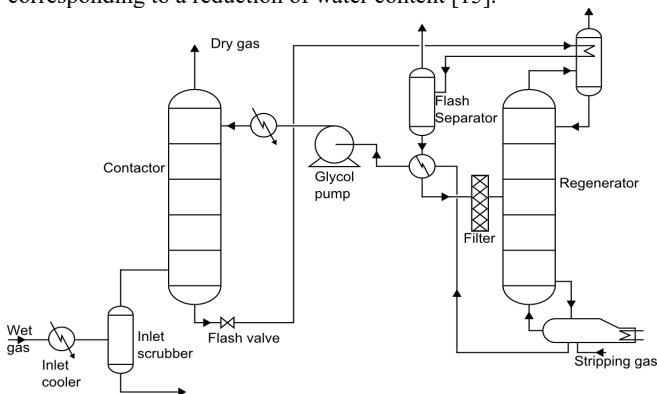 corresponding to a reduction of water content [15].
Dry gas
Flash
Separator
Contactor
Glycol
pump
Regenerator
Filter
Wet
gas
Inlet
scrubber
Flash valve
Inlet
cooler
Stripping gas